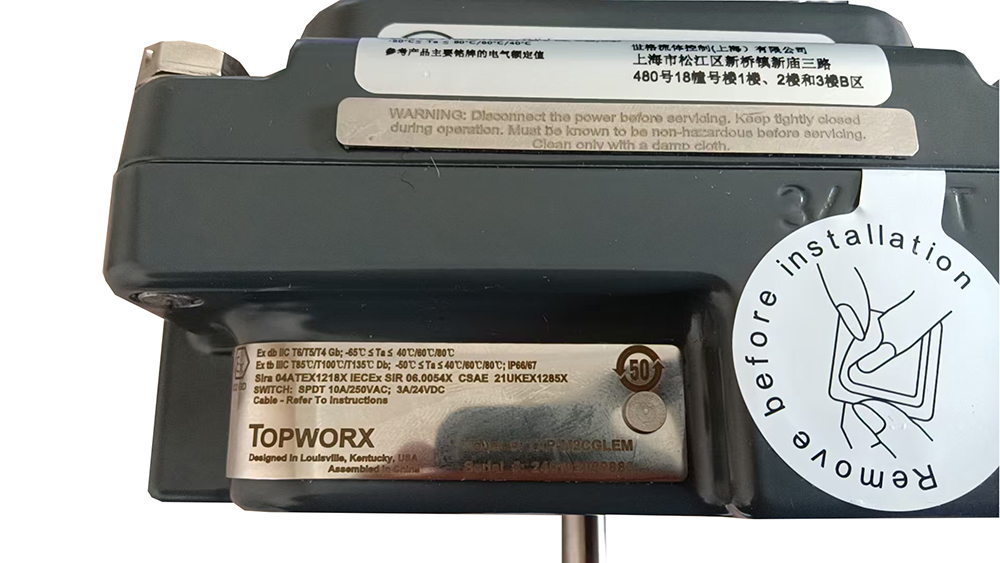 参考产品主要铭牌的电气额定值
上海市松江区新桥镇新庙三路
480号18幢号楼1楼、2楼和3楼B区
WARNING: Disconnect the power before servicing. Keep tightly closed
during operation. Must be known to be non-hazardous before servicing.
Clean only with a damp cloth.
3/
T
Remove before installation
Ex db IIC T6/T5/T4 Gb; -65℃ ≤ Ta ≤ 40℃/60℃/80℃
Ex tb IIIC T85℃/T100℃/T135℃ Db; -50℃ ≤ Ta ≤ 40℃/60℃/80℃; IP66/67
Sira 04ATEX1218X IECEx SIR 06.0054X CSAE 21UKEX1285X
SWITCH: SPDT 10A/250VAC; 3A/24VDC
Cable - Refer To Instructions
50
TOPWORX
Designed in Louisville, Kentucky, USA
Assembled in China
Serial #: